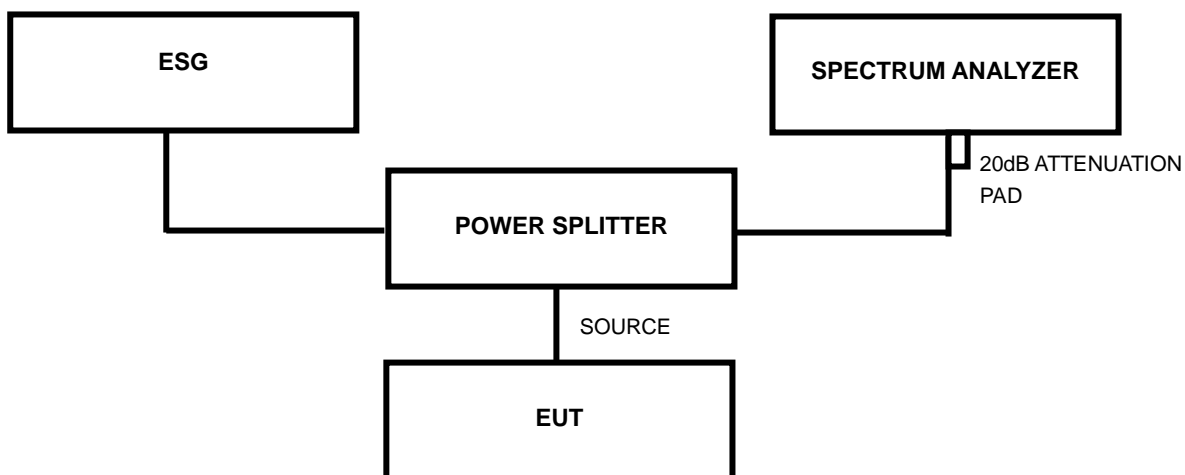 ESG
SPECTRUM ANALYZER
20dB ATTENUATION
PAD
POWER SPLITTER
SOURCE
EUT